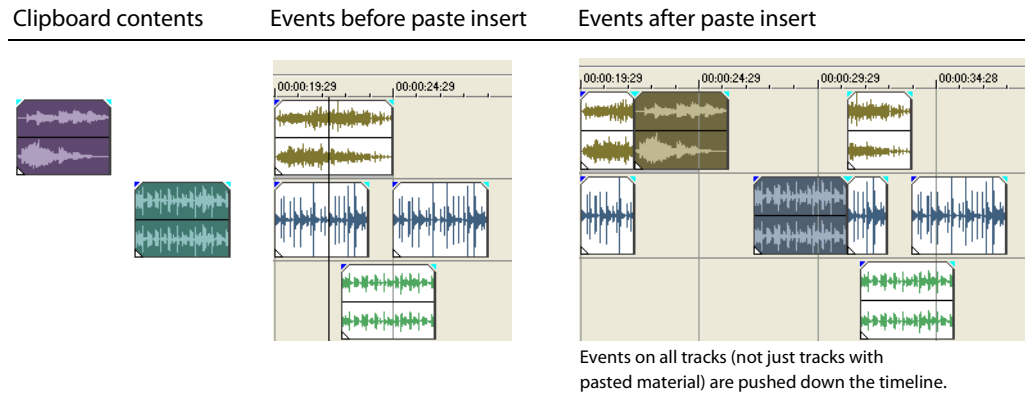 Clipboard contents
Events before paste insert
Events after paste insert
00:00:19:29 00:00:24:29
00:00:19:29 00:00:24:29 00:00:29:29 00:00:34:28
Events on all tracks (not just tracks with
pasted material) are pushed down the timeline.